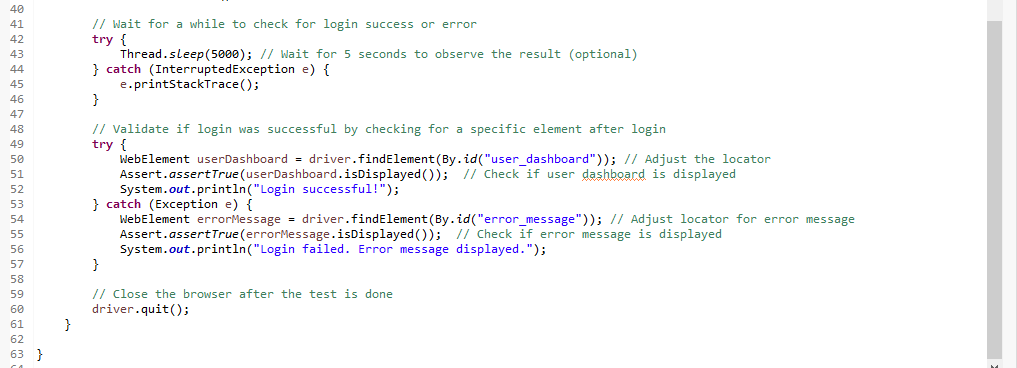 40
41 // Wait for a while to check for login success or error
42 try {
43 Thread.sleep(5000); // Wait for 5 seconds to observe the result (optional)
44 } catch (InterruptedException e) {
45 e.printStackTrace();
46 }
47
48 // Validate if login was successful by checking for a specific element after login
49 try {
50 WebElement userDashboard = driver.findElement(By.id("user_dashboard")); // Adjust the locator
51 Assert.assertTrue(userDashboard.isDisplayed()); // Check if user dashboard is displayed
52 System.out.println("Login successful!");
53 } catch (Exception e) {
54 WebElement errorMessage = driver.findElement(By.id("error_message")); // Adjust locator for error message
55 Assert.assertTrue(errorMessage.isDisplayed()); // Check if error message is displayed
56 System.out.println("Login failed. Error message displayed.");
57 }
58
59 // Close the browser after the test is done
60 driver.quit();
61 }
62
63 }